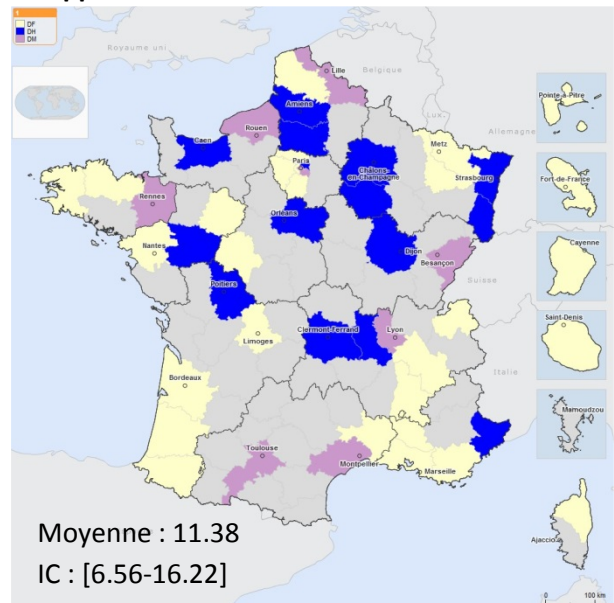 1
DF
DH
DM
Royaume uni
Belgique
Lille
Amiens
Lux.
Pointe-à-Pitre
Allemagne
Rouen
Caen
Metz
Paris
Châlons-
en-Champagne
Strasbourg
Fort-de-France
Rennes
Orléans
Nantes
Dijon
Besançon
Cayenne
Suisse
Poitiers
Saint-Denis
Limoges
Clermont-Ferrand
Lyon
Italie
Bordeaux
Mamoudzou
Toulouse
Montpellier
Marseille
Ajaccio
Moyenne : 11.38
IC : [6.56-16.22]
0 100 km